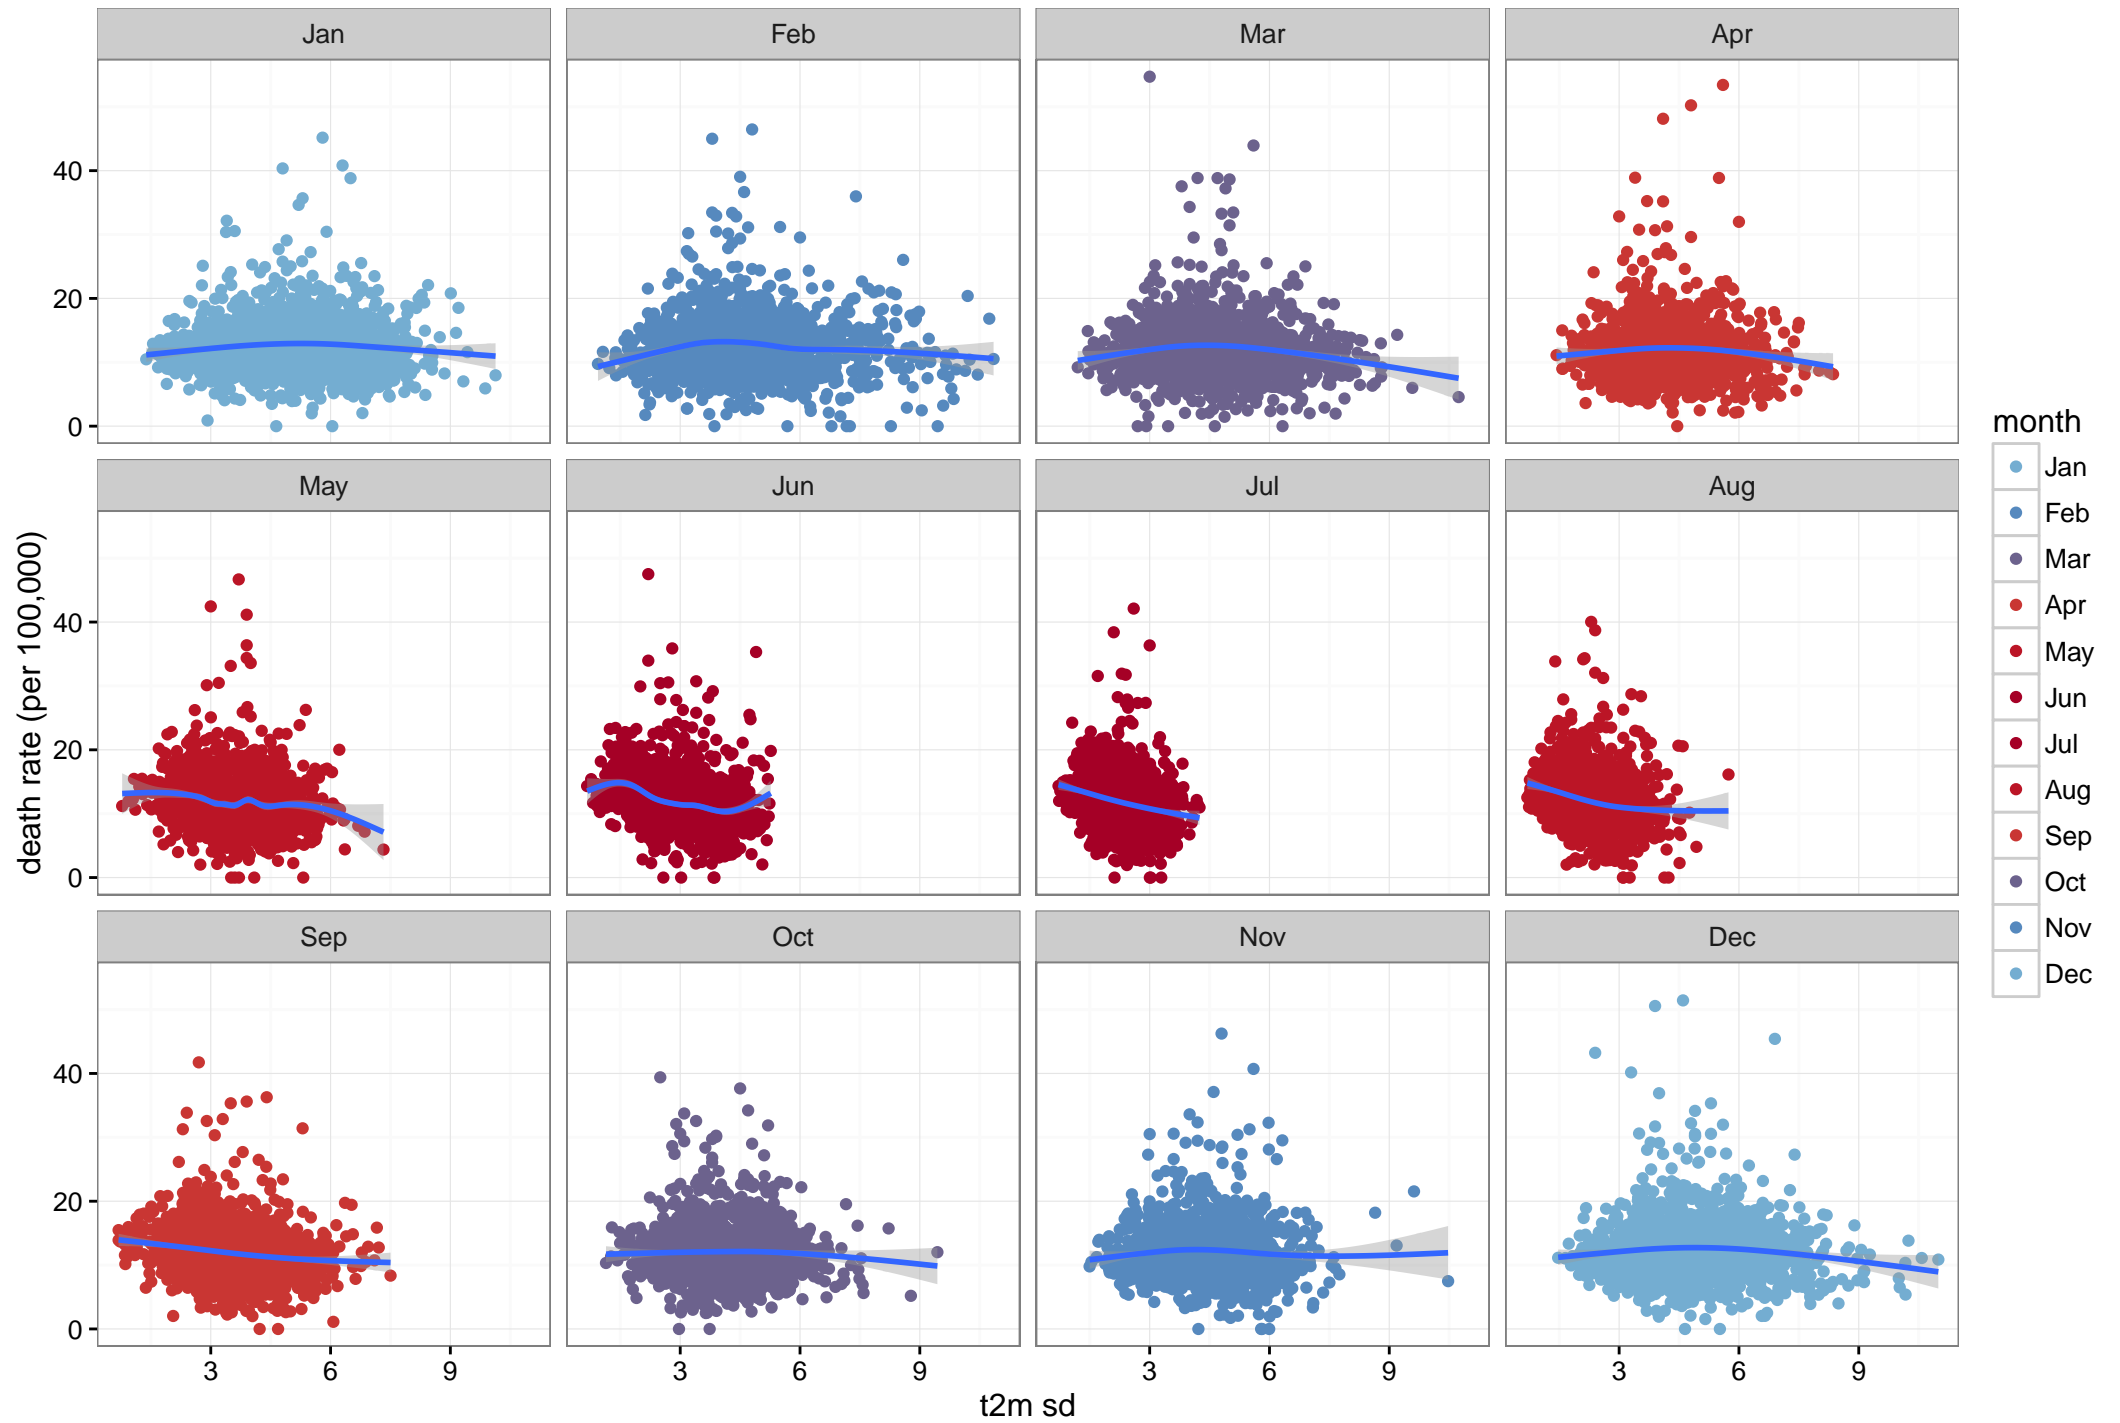 Jan Feb Mar Apr
40
20
0
May Jun Jul Aug
40
20
0
Sep Oct Nov Dec
40
20
0
3 6 9 3 6 9 3 6 9 3 6 9
t2m sd
death rate (per 100,000)
month
Jan
Feb
Mar
Apr
May
Jun
Jul
Aug
Sep
Oct
Nov
Dec